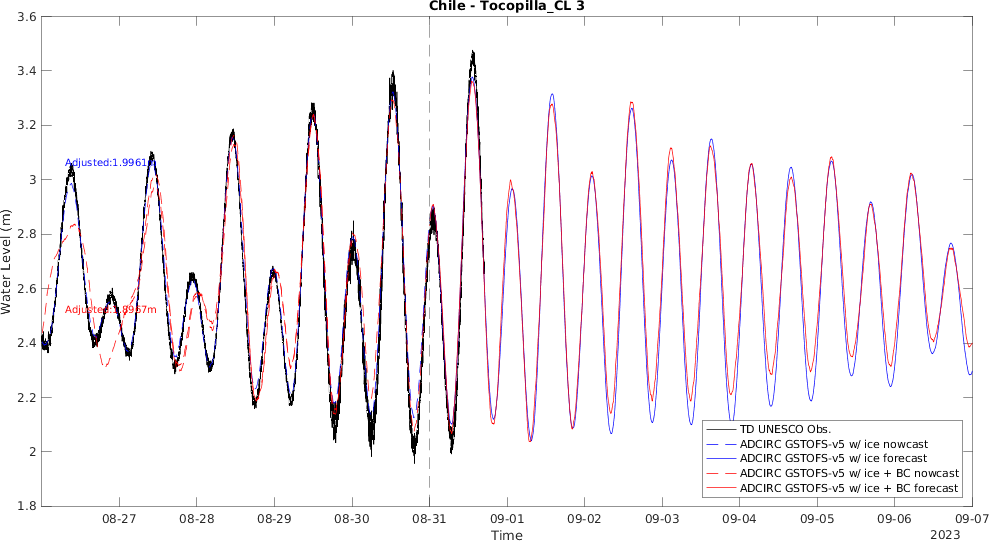 Chile - Tocopilla_CL 3
3.6
3.4
3.2
3
2.8
2.6
2.4
2.2
2
1.8
Water Level (m)
Adjusted:1.9961m
TD UNESCO Obs.
ADCIRC GSTOFS-v5 w/ ice nowcast
ADCIRC GSTOFS-v5 w/ ice forecast
ADCIRC GSTOFS-v5 w/ ice + BC nowcast
ADCIRC GSTOFS-v5 w/ ice + BC forecast
08-27 08-28 08-29 08-30 08-31 09-01 09-02 09-03 09-04 09-05 09-06 09-07
Time
2023